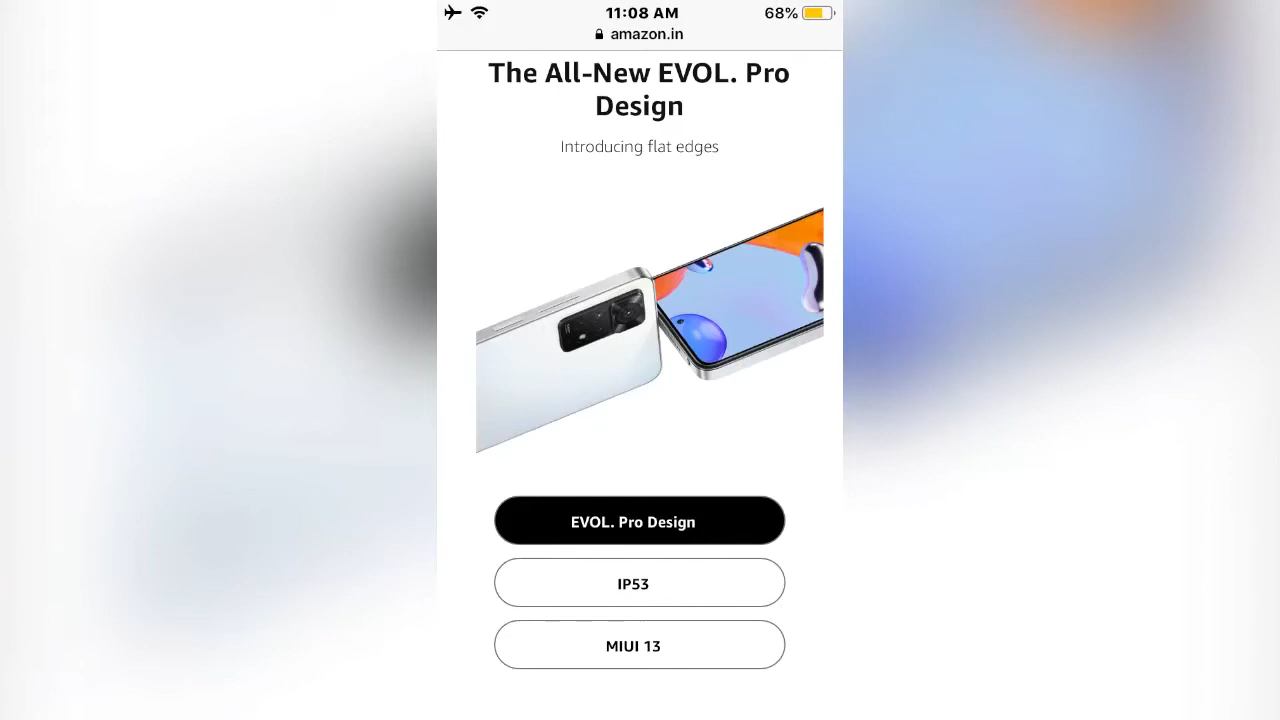 11:08 AM
68%
amazon.in
The All-New EVOL. Pro
Design
Introducing flat edges
EVOL. Pro Design
IP53
MIUI 13